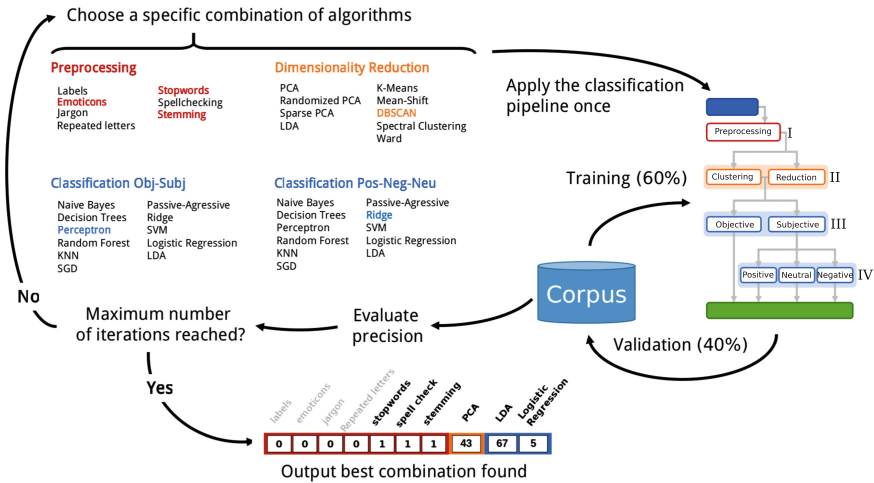 Choose a specific combination of algorithms
Preprocessing
Labels
Emoticons
Jargon
Repeated letters
Stopwords
Spellchecking
Stemming
Dimensionality Reduction
PCA
Randomized PCA
Sparse PCA
LDA
K-Means
Mean-Shift
DBSCAN
Spectral Clustering
Ward
Classification Obj-Subj
Naive Bayes
Decision Trees
Perceptron
Random Forest
KNN
SGD
Passive-Agressive
Ridge
SVM
Logistic Regression
LDA
Classification Pos-Neg-Neu
Naive Bayes
Decision Trees
Perceptron
Random Forest
KNN
SGD
Passive-Agressive
Ridge
SVM
Logistic Regression
LDA
Apply the classification
pipeline once
Preprocessing
I
Clustering
Reduction
II
Objective
Subjective
III
Positive
Neutral
Negative
IV
Training (60%)
Corpus
Validation (40%)
Evaluate
precision
Maximum number
of iterations reached?
No
Yes
labels
emoticons
jargon
Repeated letters
stopwords
spell check
stemming
PCA
LDA
Logistic
Regression
0 0 0 0 1 1 1 43 67 5
Output best combination found